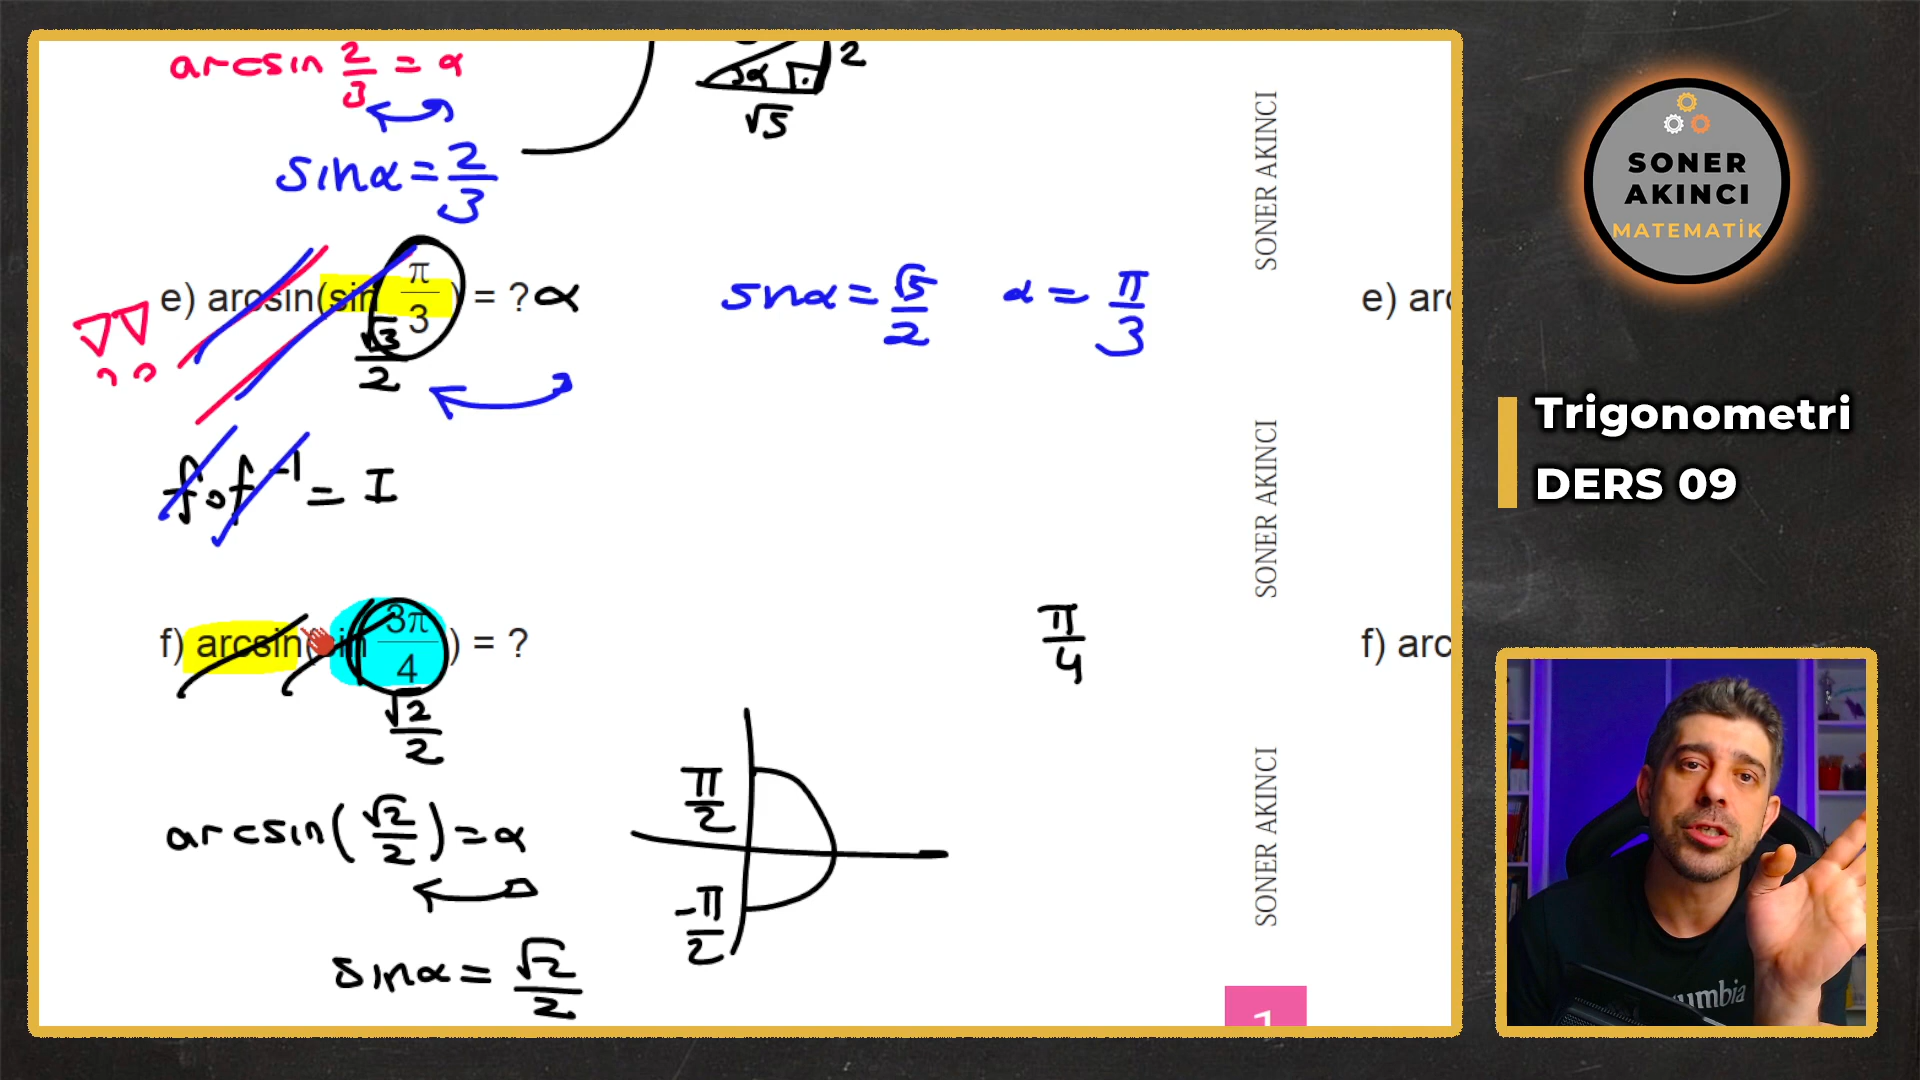 arcsin 2/3 = α
2
α
√5
sinα = 2/3
e) arcsin(sin π/3) = ? α
√3/2
sinα = √3/2 α = π/3
fof⁻¹ = I
f) arcsin(sin 3π/4) = ?
√2/2
π/4
arcsin(√2/2) = α
π/2
-π/2
sinα = √2/2
SONER AKINCI
SONER AKINCI
SONER AKINCI
e) arc
f) arc
1
SONER
AKINCI
MATEMATİK
Trigonometri
DERS 09
umbia